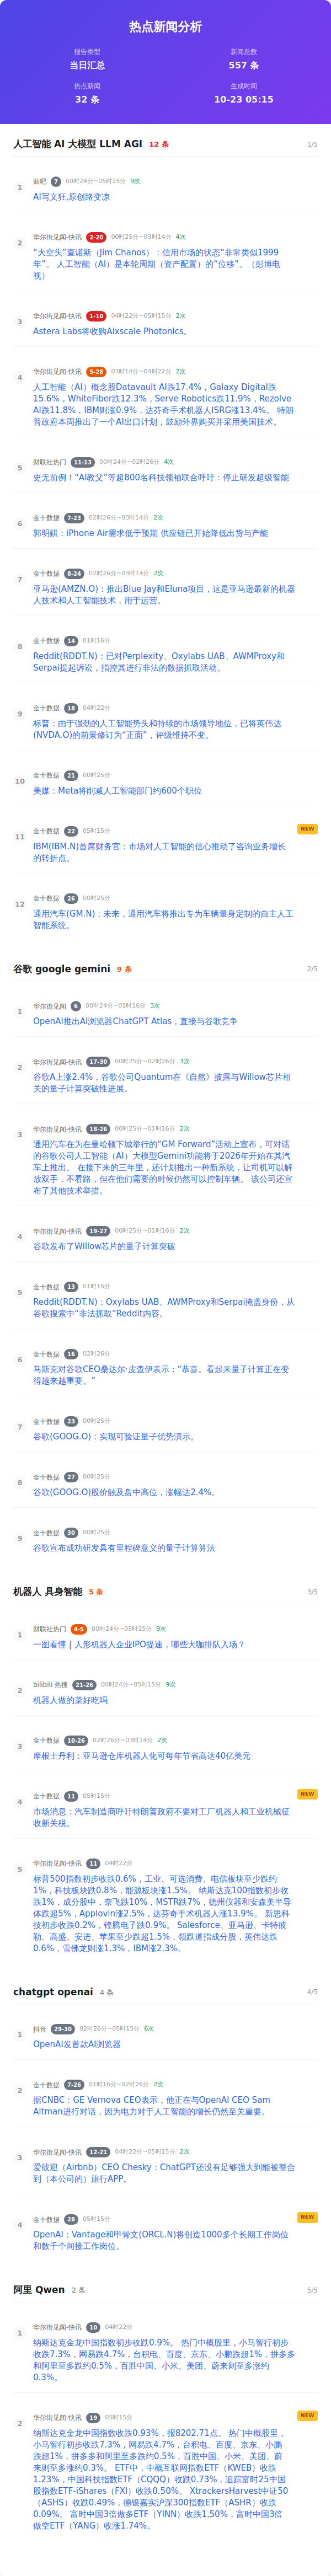 热点新闻分析
报告类型
新闻总数
当日汇总
557 条
热点新闻
生成时间
32 条
10-23 05:15
人工智能 AI 大模型 LLM AGI 12 条 1/5
1
贴吧 7 00时24分~05时15分 9次
AI写文狂,原创路变凉
2
华尔街见闻-快讯 2-20 00时25分~03时14分 4次
“大空头”查诺斯（Jim Chanos）：信用市场的状态“非常类似1999
年”。 人工智能（AI）是本轮周期（资产配置）的“位移”。（彭博电
视）
3
华尔街见闻-快讯 1-10 04时22分~05时15分 2次
Astera Labs将收购Aixscale Photonics。
4
华尔街见闻-快讯 5-28 03时14分~04时22分 2次
人工智能（AI）概念股Datavault AI跌17.4%，Galaxy Digital跌
15.6%，WhiteFiber跌12.3%，Serve Robotics跌11.9%，Rezolve
AI跌11.8%，IBM则涨0.9%，达芬奇手术机器人ISRG涨13.4%。 特朗
普政府本周推出了一个AI出口计划，鼓励外界购买并采用美国技术。
5
财联社热门 11-13 00时24分~02时26分 4次
史无前例！“AI教父”等超800名科技领袖联合呼吁：停止研发超级智能
6
金十数据 7-23 02时26分~03时14分 2次
郭明錤：iPhone Air需求低于预期 供应链已开始降低出货与产能
7
金十数据 8-24 02时26分~03时14分 2次
亚马逊(AMZN.O)：推出Blue Jay和Eluna项目，这是亚马逊最新的机器
人技术和人工智能技术，用于运营。
8
金十数据 14 01时16分
Reddit(RDDT.N)：已对Perplexity、Oxylabs UAB、AWMProxy和
Serpai提起诉讼，指控其进行非法的数据抓取活动。
9
金十数据 18 04时22分
标普：由于强劲的人工智能势头和持续的市场领导地位，已将英伟达
(NVDA.O)的前景修订为“正面”，评级维持不变。
10
金十数据 21 00时25分
美媒：Meta将削减人工智能部门约600个职位
11
金十数据 22 05时15分 NEW
IBM(IBM.N)首席财务官：市场对人工智能的信心推动了咨询业务增长
的转折点。
12
金十数据 26 00时25分
通用汽车(GM.N)：未来，通用汽车将推出专为车辆量身定制的自主人工
智能系统。
谷歌 google gemini 9 条 2/5
1
华尔街见闻 6 00时24分~01时16分 3次
OpenAI推出AI浏览器ChatGPT Atlas，直接与谷歌竞争
2
华尔街见闻-快讯 17-30 00时25分~02时26分 3次
谷歌A上涨2.4%，谷歌公司Quantum在《自然》披露与Willow芯片相
关的量子计算突破性进展。
3
华尔街见闻-快讯 18-26 00时25分~01时16分 2次
通用汽车在为在曼哈顿下城举行的“GM Forward”活动上宣布，可对话
的谷歌公司人工智能（AI）大模型Gemini功能将于2026年开始在其汽
车上推出。 在接下来的三年里，还计划推出一种新系统，让司机可以解
放双手，不看路，但在他们需要的时候仍然可以控制车辆。 该公司还宣
布了其他技术举措。
4
华尔街见闻-快讯 19-27 00时25分~01时16分 2次
谷歌发布了Willow芯片的量子计算突破
5
金十数据 13 01时16分
Reddit(RDDT.N)：Oxylabs UAB、AWMProxy和Serpai掩盖身份，从
谷歌搜索中“非法抓取”Reddit内容。
6
金十数据 16 02时26分
马斯克对谷歌CEO桑达尔·皮查伊表示：“恭喜。看起来量子计算正在变
得越来越重要。”
7
金十数据 23 00时25分
谷歌(GOOG.O)：实现可验证量子优势演示。
8
金十数据 27 00时25分
谷歌(GOOG.O)股价触及盘中高位，涨幅达2.4%。
9
金十数据 30 00时25分
谷歌宣布成功研发具有里程碑意义的量子计算算法
机器人 具身智能 5 条 3/5
1
财联社热门 4-5 00时24分~05时15分 9次
一图看懂 | 人形机器人企业IPO提速，哪些大咖排队入场？
2
bilibili 热搜 21-26 00时24分~05时15分 9次
机器人做的菜好吃吗
3
金十数据 10-26 02时26分~03时14分 2次
摩根士丹利：亚马逊仓库机器人化可每年节省高达40亿美元
4
金十数据 11 05时15分 NEW
市场消息：汽车制造商呼吁特朗普政府不要对工厂机器人和工业机械征
收新关税。
5
华尔街见闻-快讯 11 04时22分
标普500指数初步收跌0.6%，工业、可选消费、电信板块至少跌约
1%，科技板块跌0.8%，能源板块涨1.5%。 纳斯达克100指数初步收
跌1%，成分股中，奈飞跌10%，MSTR跌7%，德州仪器和安森美半导
体跌超5%，Applovin涨2.5%，达芬奇手术机器人涨13.9%。 新思科
技初步收跌0.2%，铿腾电子跌0.9%。 Salesforce、亚马逊、卡特彼
勒、高盛、安进、苹果至少跌超1.5%，领跌道指成分股，英伟达跌
0.6%，雪佛龙则涨1.3%，IBM涨2.3%。
chatgpt openai 4 条 4/5
1
抖音 29-30 02时26分~05时15分 6次
OpenAI发首款AI浏览器
2
金十数据 7-26 01时16分~02时26分 2次
据CNBC：GE Vernova CEO表示，他正在与OpenAI CEO Sam
Altman进行对话，因为电力对于人工智能的增长仍然至关重要。
3
华尔街见闻-快讯 12-21 04时22分~05时15分 2次
爱彼迎（Airbnb）CEO Chesky：ChatGPT还没有足够强大到能被整合
到（本公司的）旅行APP。
4
金十数据 28 05时15分 NEW
OpenAI：Vantage和甲骨文(ORCL.N)将创造1000多个长期工作岗位
和数千个间接工作岗位。
阿里 Qwen 2 条 5/5
1
华尔街见闻-快讯 10 04时22分
纳斯达克金龙中国指数初步收跌0.9%。 热门中概股里，小马智行初步
收跌7.3%，网易跌4.7%，台积电、百度、京东、小鹏跌超1%，拼多多
和阿里至多跌约0.5%，百胜中国、小米、美团、蔚来则至多涨约
0.3%。
2
华尔街见闻-快讯 19 05时15分 NEW
纳斯达克金龙中国指数收跌0.93%，报8202.71点。 热门中概股里，
小马智行初步收跌7.3%，网易跌4.7%，台积电、百度、京东、小鹏
跌超1%，拼多多和阿里至多跌约0.5%，百胜中国、小米、美团、蔚
来则至多涨约0.3%。 ETF中，中概互联网指数ETF（KWEB）收跌
1.23%，中国科技指数ETF（CQQQ）收跌0.73%，追踪富时25中国
股指数ETF-iShares（FXI）收跌0.50%。 XtrackersHarvest中证50
（ASHS）收跌0.49%，德银嘉实沪深300指数ETF（ASHR）收跌
0.09%。 富时中国3倍做多ETF（YINN）收跌1.50%，富时中国3倍
做空ETF（YANG）收涨1.74%。